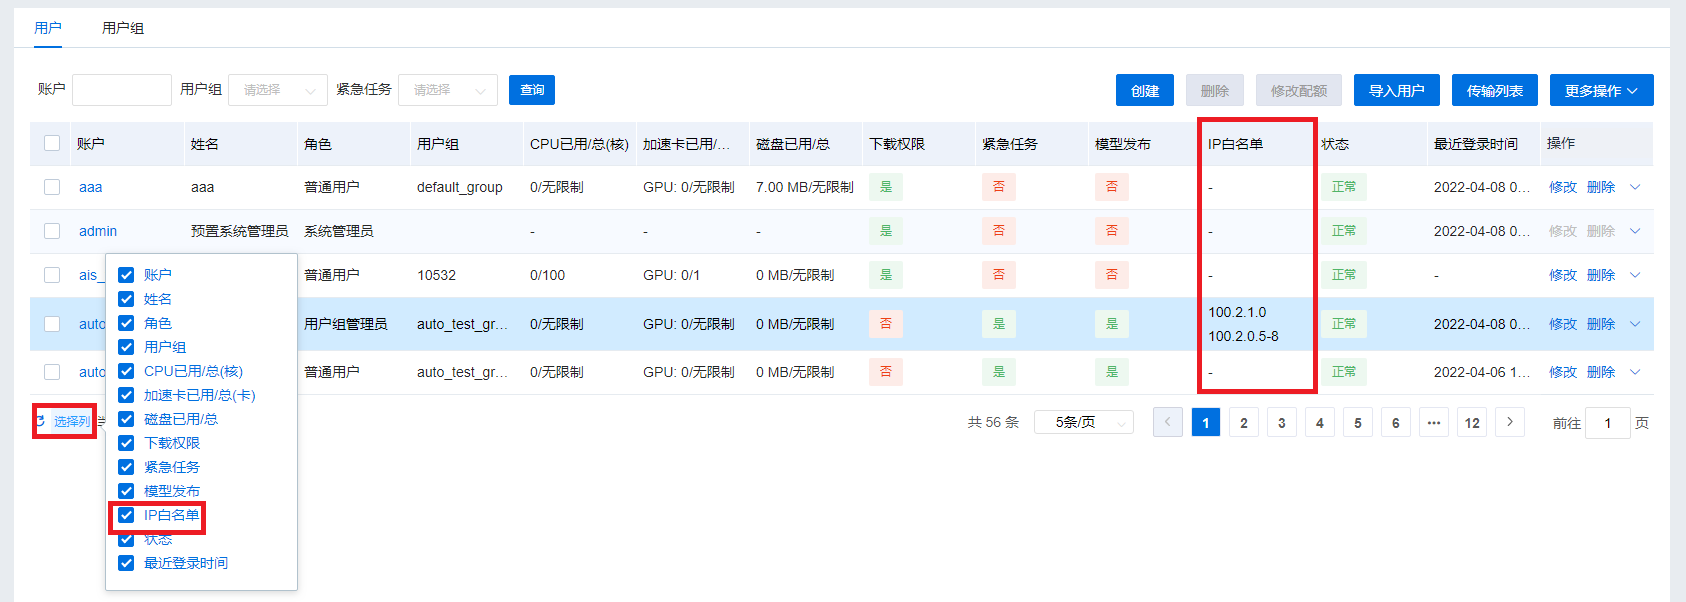 用户 用户组
账户 用户组 请选择 紧急任务 请选择 查询 创建 删除 修改配额 导入用户 传输列表 更多操作
账户 姓名 角色 用户组 CPU已用/总(核) 加速卡已用/... 磁盘已用/总 下载权限 紧急任务 模型发布 IP白名单 状态 最近登录时间 操作
aaa aaa 普通用户 default_group 0/无限制 GPU: 0/无限制 7.00 MB/无限制 是 否 否 - 正常 2022-04-08 0... 修改 删除
admin 预置系统管理员 系统管理员 - - - 是 否 否 - 正常 2022-04-08 0... 修改 删除
ais_ 普通用户 10532 0/100 GPU: 0/1 0 MB/无限制 是 否 否 - 正常 - 修改 删除
auto 用户组管理员 auto_test_gr... 0/无限制 GPU: 0/无限制 0 MB/无限制 否 是 是 100.2.1.0 正常 2022-04-08 0... 修改 删除
100.2.0.5-8
auto 普通用户 auto_test_gr... 0/无限制 GPU: 0/无限制 0 MB/无限制 否 是 是 - 正常 2022-04-06 1... 修改 删除
选择列 共 56 条 5条/页 1 2 3 4 5 6 ... 12 前往 1 页
账户
姓名
角色
用户组
CPU已用/总(核)
加速卡已用/总(卡)
磁盘已用/总
下载权限
紧急任务
模型发布
IP白名单
状态
最近登录时间